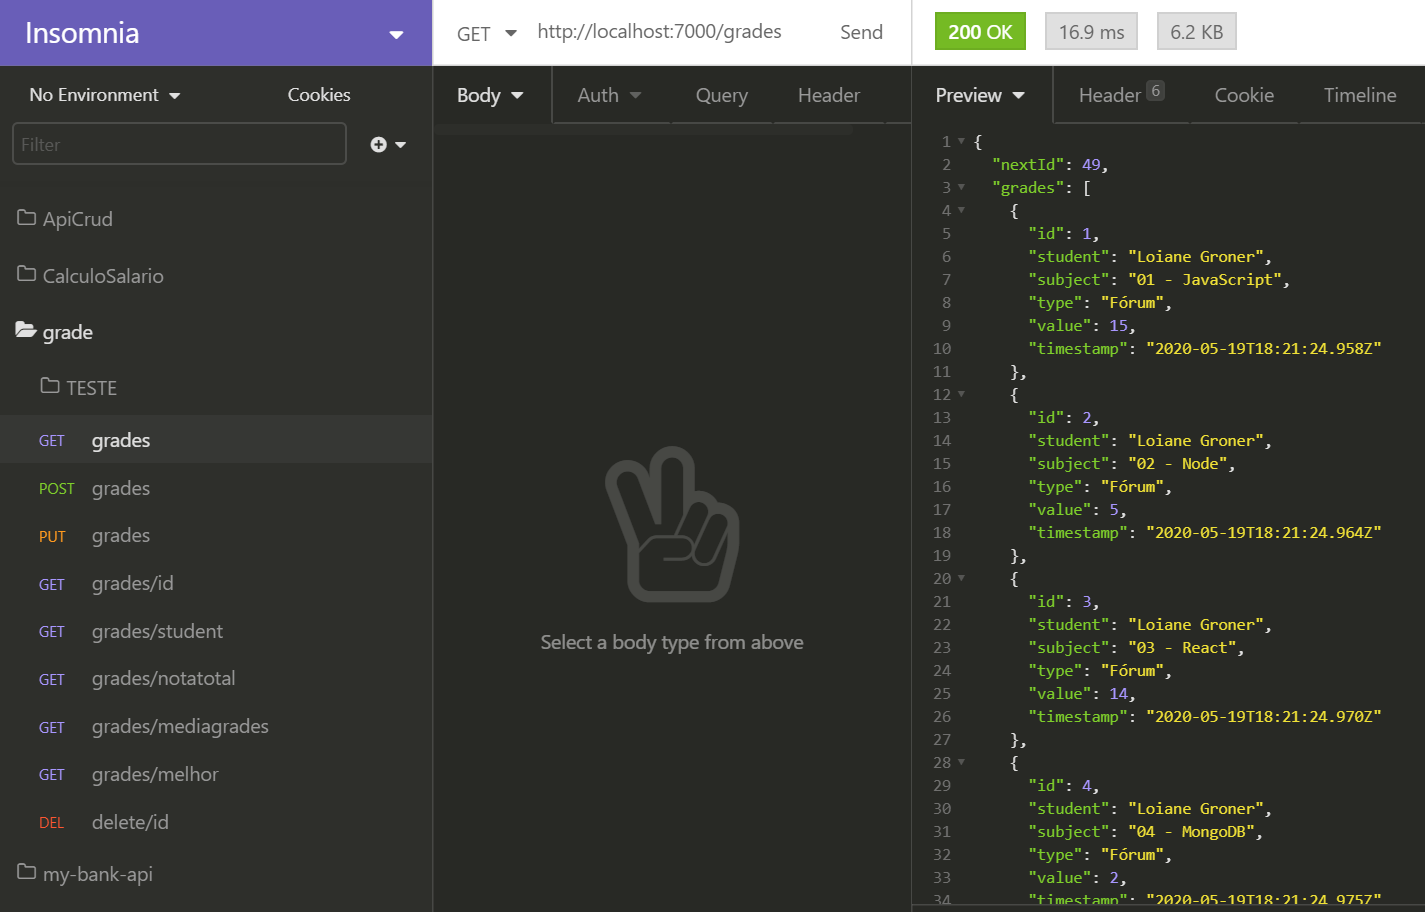 Insomnia
No Environment
Cookies
Filter
ApiCrud
CalculoSalario
grade
TESTE
GET grades
POST grades
PUT grades
GET grades/id
GET grades/student
GET grades/notatotal
GET grades/mediagrades
GET grades/melhor
DEL delete/id
my-bank-api
GET http://localhost:7000/grades Send
Body Auth Query Header
Select a body type from above
200 OK 16.9 ms 6.2 KB
Preview Header 6 Cookie Timeline
1 {
2 "nextId": 49,
3 "grades": [
4 {
5 "id": 1,
6 "student": "Loiane Groner",
7 "subject": "01 - JavaScript",
8 "type": "Fórum",
9 "value": 15,
10 "timestamp": "2020-05-19T18:21:24.958Z"
11 },
12 {
13 "id": 2,
14 "student": "Loiane Groner",
15 "subject": "02 - Node",
16 "type": "Fórum",
17 "value": 5,
18 "timestamp": "2020-05-19T18:21:24.964Z"
19 },
20 {
21 "id": 3,
22 "student": "Loiane Groner",
23 "subject": "03 - React",
24 "type": "Fórum",
25 "value": 14,
26 "timestamp": "2020-05-19T18:21:24.970Z"
27 },
28 {
29 "id": 4,
30 "student": "Loiane Groner",
31 "subject": "04 - MongoDB",
32 "type": "Fórum",
33 "value": 2,
34 "timestamp": "2020-05-19T18:21:24.975Z"